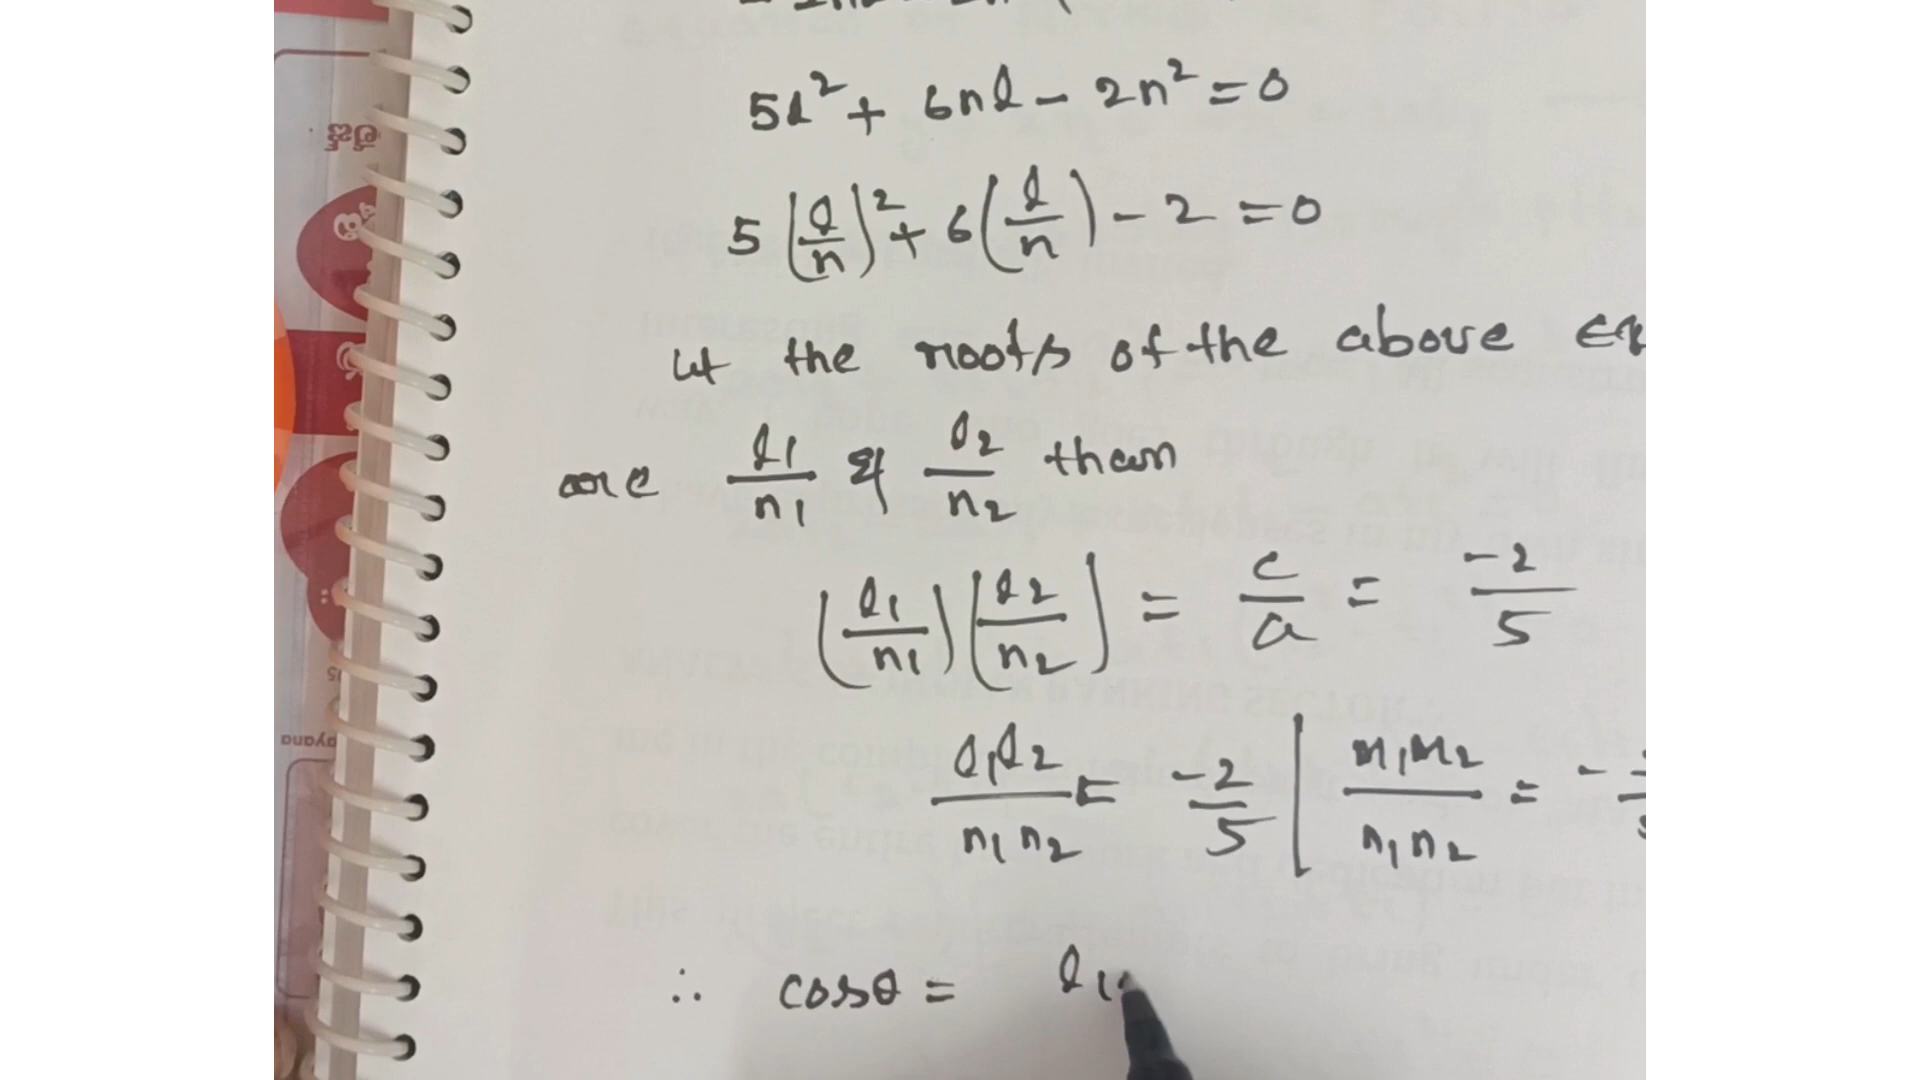 5l² + 6nl - 2n² = 0
5(l/n)² + 6(l/n) - 2 = 0
let the roots of the above
are l1/n1 & l2/n2 then
(l1/n1)(l2/n2) = c/a = -2/5
l1l2/n1n2 = -2/5 | m1m2/n1n2 = -
∴ cosθ = l1